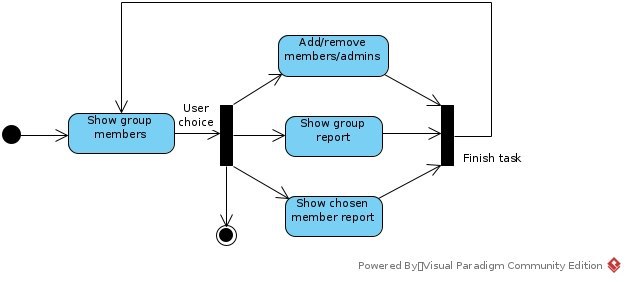 Add/remove
members/admins
User
choice
Show group
members
Show group
report
Finish task
Show chosen
member report
Powered By▯Visual Paradigm Community Edition